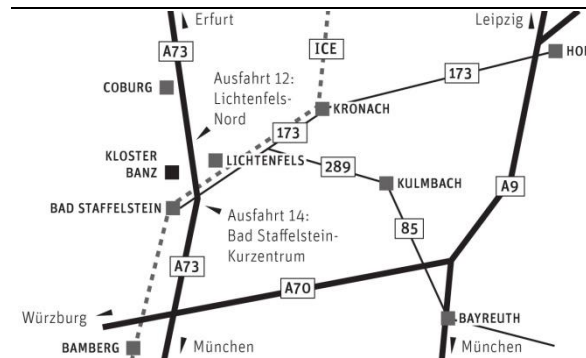 Erfurt
Leipzig
A73
ICE
HO
Ausfahrt 12:
Lichtenfels-
Nord
173
COBURG
KRONACH
173
KLOSTER
BANZ
LICHTENFELS
289
KULMBACH
A9
BAD STAFFELSTEIN
Ausfahrt 14:
Bad Staffelstein-
Kurzentrum
85
A73
A70
Würzburg
BAYREUTH
BAMBERG
München
München